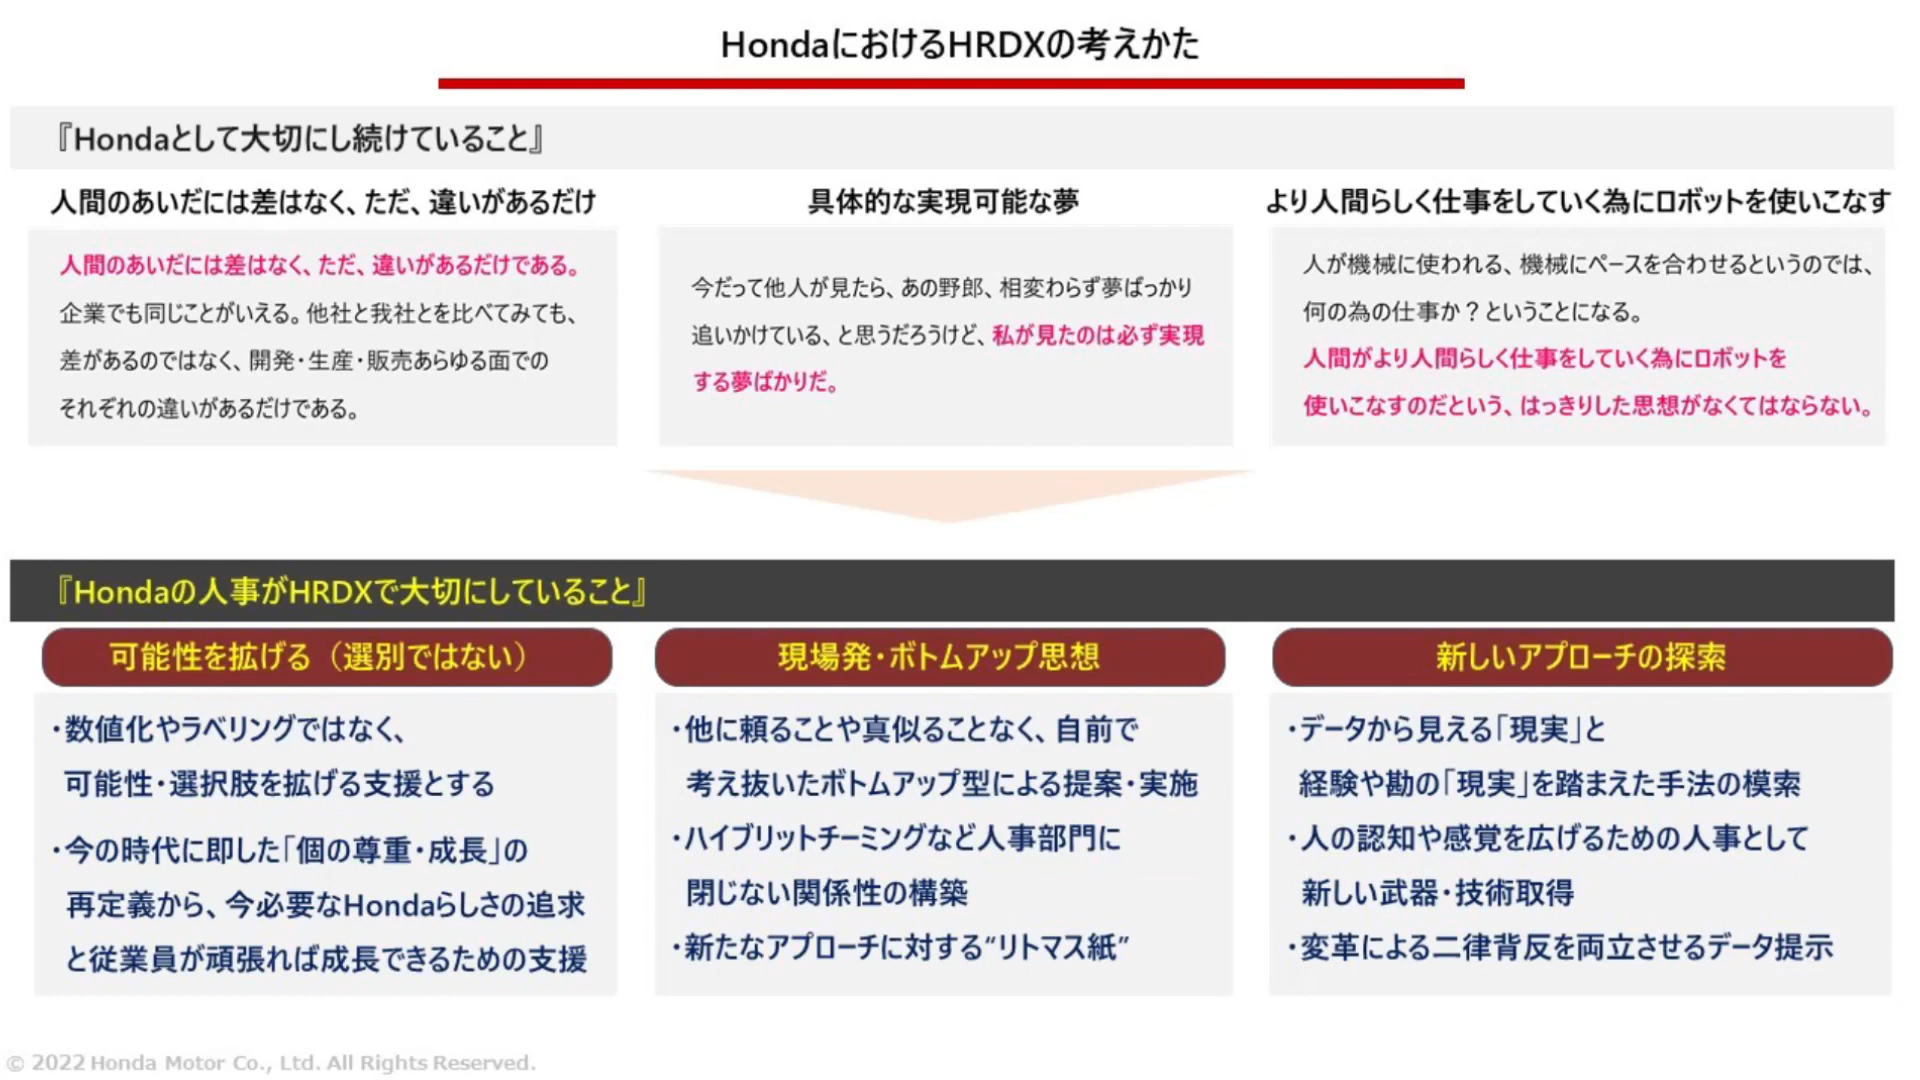 HondaにおけるHRDXの考えかた
『Hondaとして大切にし続けていること』
人間のあいだには差はなく、ただ、違いがあるだけ
人間のあいだには差はなく、ただ、違いがあるだけである。
企業でも同じことがいえる。他社と我社とを比べてみても、
差があるのではなく、開発・生産・販売あらゆる面での
それぞれの違いがあるだけである。
具体的な実現可能な夢
今だって他人が見たら、あの野郎、相変わらず夢ばっかり
追いかけている、と思うだろうけど、私が見たのは必ず実現
する夢ばかりだ。
より人間らしく仕事をしていく為にロボットを使いこなす
人が機械に使われる、機械にペースを合わせるというのでは、
何の為の仕事か？ということになる。
人間がより人間らしく仕事をしていく為にロボットを
使いこなすのだという、はっきりした思想がなくてはならない。
『Hondaの人事がHRDXで大切にしていること』
可能性を拡げる（選別ではない）
・数値化やラベリングではなく、
可能性・選択肢を拡げる支援とする
・今の時代に即した「個の尊重・成長」の
再定義から、今必要なHondaらしさの追求
と従業員が頑張れば成長できるための支援
現場発・ボトムアップ思想
・他に頼ることや真似ることなく、自前で
考え抜いたボトムアップ型による提案・実施
・ハイブリットチーミングなど人事部門に
閉じない関係性の構築
・新たなアプローチに対する“リトマス紙”
新しいアプローチの探索
・データから見える「現実」と
経験や勘の「現実」を踏まえた手法の模索
・人の認知や感覚を広げるための人事として
新しい武器・技術取得
・変革による二律背反を両立させるデータ提示
© 2022 Honda Motor Co., Ltd. All Rights Reserved.